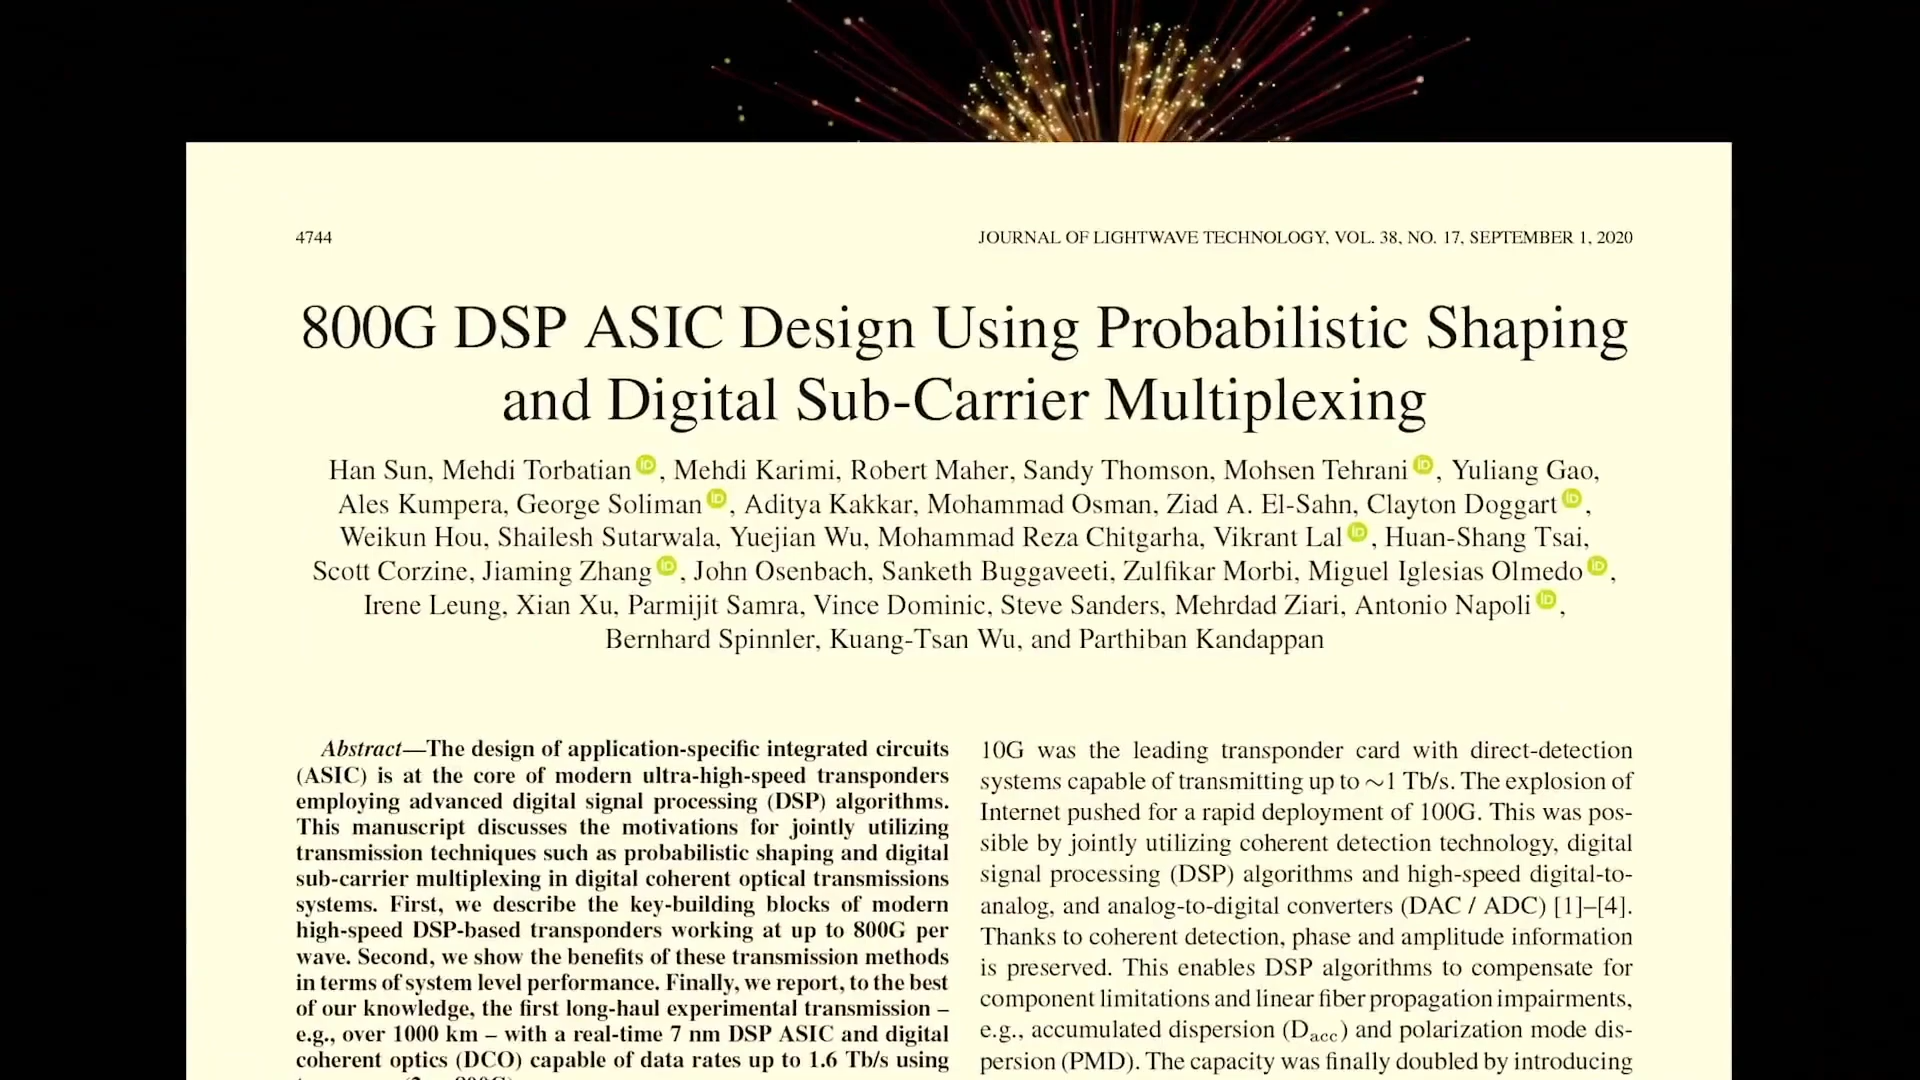 4744
JOURNAL OF LIGHTWAVE TECHNOLOGY, VOL. 38, NO. 17, SEPTEMBER 1, 2020
800G DSP ASIC Design Using Probabilistic Shaping
and Digital Sub-Carrier Multiplexing
Han Sun, Mehdi Torbatian iD, Mehdi Karimi, Robert Maher, Sandy Thomson, Mohsen Tehrani iD, Yuliang Gao,
Ales Kumpera, George Soliman iD, Aditya Kakkar, Mohammad Osman, Ziad A. El-Sahn, Clayton Doggart iD,
Weikun Hou, Shailesh Sutarwala, Yuejian Wu, Mohammad Reza Chitgarha, Vikrant Lal iD, Huan-Shang Tsai,
Scott Corzine, Jiaming Zhang iD, John Osenbach, Sanketh Buggaveeti, Zulfikar Morbi, Miguel Iglesias Olmedo iD,
Irene Leung, Xian Xu, Parmijit Samra, Vince Dominic, Steve Sanders, Mehrdad Ziari, Antonio Napoli iD,
Bernhard Spinnler, Kuang-Tsan Wu, and Parthiban Kandappan
Abstract—The design of application-specific integrated circuits
(ASIC) is at the core of modern ultra-high-speed transponders
employing advanced digital signal processing (DSP) algorithms.
This manuscript discusses the motivations for jointly utilizing
transmission techniques such as probabilistic shaping and digital
sub-carrier multiplexing in digital coherent optical transmissions
systems. First, we describe the key-building blocks of modern
high-speed DSP-based transponders working at up to 800G per
wave. Second, we show the benefits of these transmission methods
in terms of system level performance. Finally, we report, to the best
of our knowledge, the first long-haul experimental transmission –
e.g., over 1000 km – with a real-time 7 nm DSP ASIC and digital
coherent optics (DCO) capable of data rates up to 1.6 Tb/s using
10G was the leading transponder card with direct-detection
systems capable of transmitting up to ∼1 Tb/s. The explosion of
Internet pushed for a rapid deployment of 100G. This was pos-
sible by jointly utilizing coherent detection technology, digital
signal processing (DSP) algorithms and high-speed digital-to-
analog, and analog-to-digital converters (DAC / ADC) [1]–[4].
Thanks to coherent detection, phase and amplitude information
is preserved. This enables DSP algorithms to compensate for
component limitations and linear fiber propagation impairments,
e.g., accumulated dispersion (Dacc) and polarization mode dis-
persion (PMD). The capacity was finally doubled by introducing